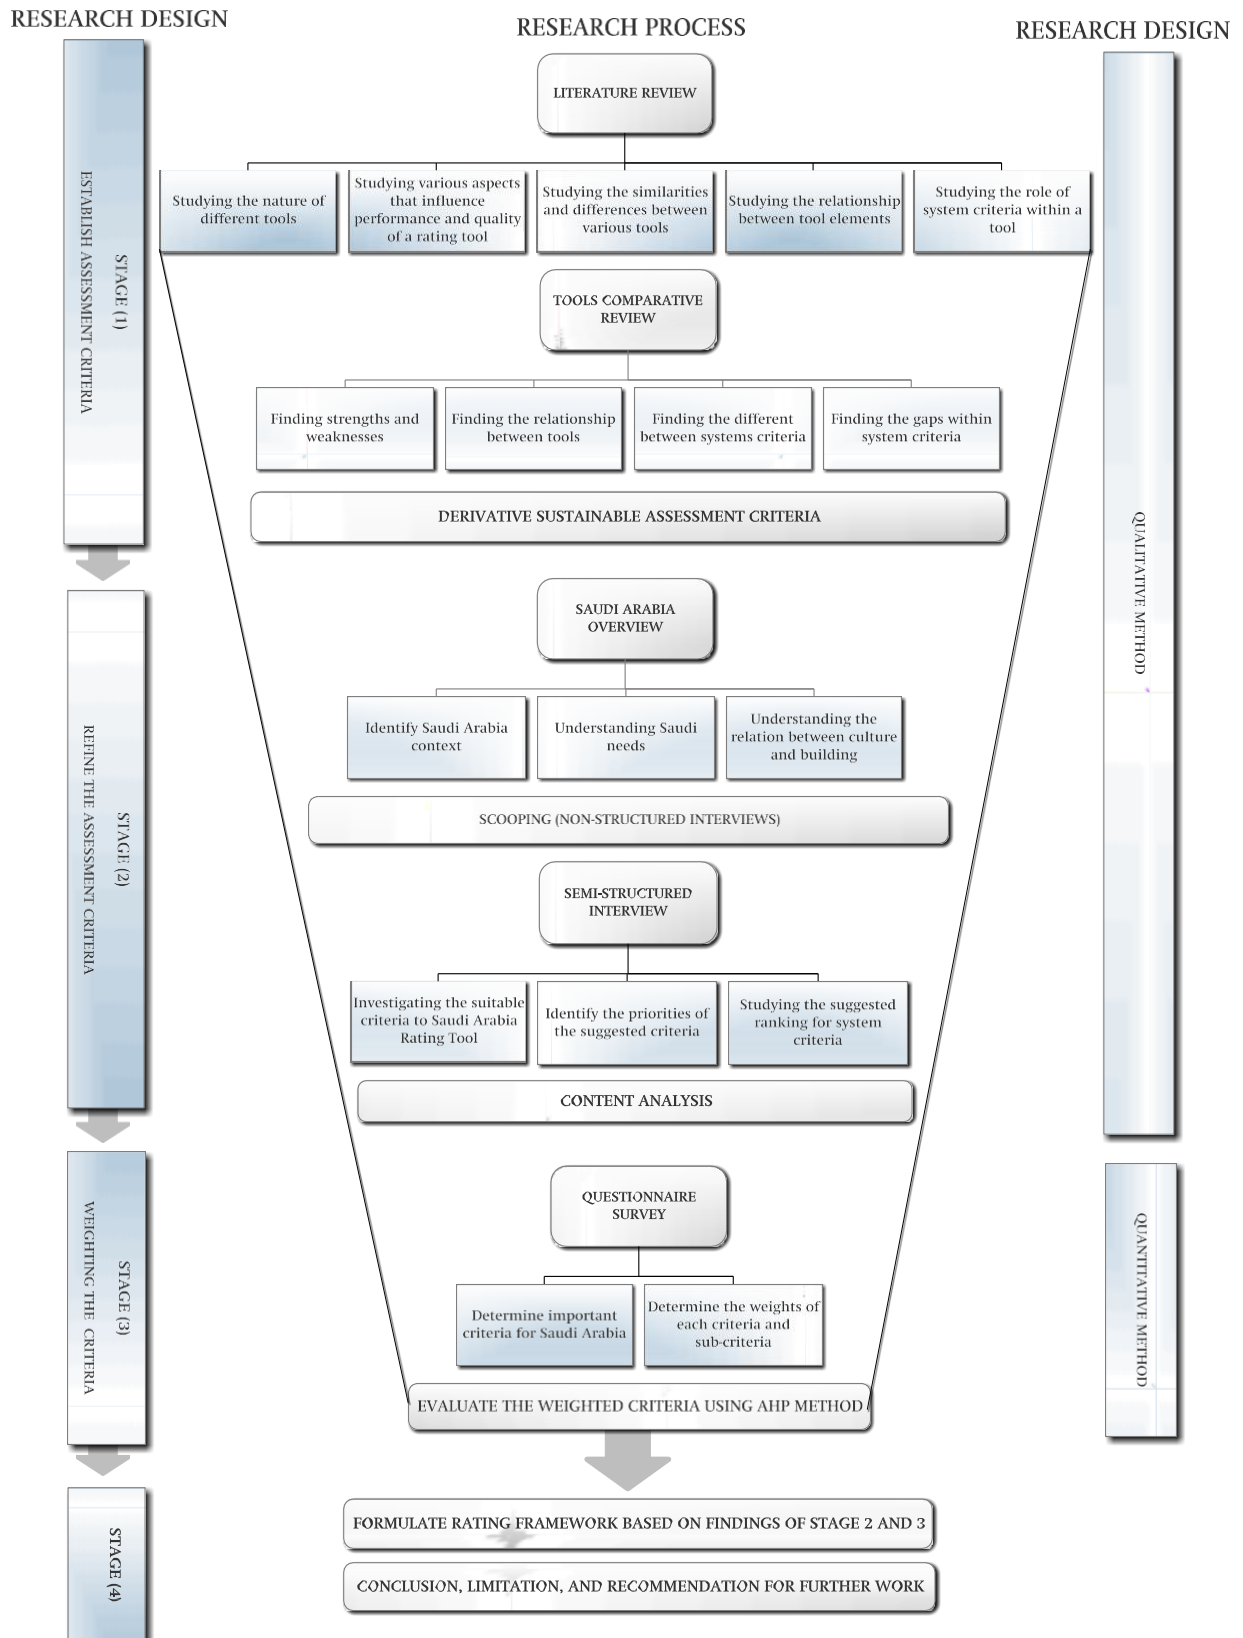 RESEARCH DESIGN
RESEARCH PROCESS
RESEARCH DESIGN
STAGE (1)
ESTABLISH ASSESSMENT CRITERIA
LITERATURE REVIEW
Studying the nature of
different tools
Studying various aspects
that influence
performance and quality
of a rating tool
Studying the similarities
and differences between
various tools
Studying the relationship
between tool elements
Studying the role of
system criteria within a
tool
TOOLS COMPARATIVE
REVIEW
Finding strengths and
weaknesses
Finding the relationship
between tools
Finding the different
between systems criteria
Finding the gaps within
system criteria
DERIVATIVE SUSTAINABLE ASSESSMENT CRITERIA
QUALITATIVE METHOD
STAGE (2)
REFINE THE ASSESSMENT CRITERIA
SAUDI ARABIA
OVERVIEW
Identify Saudi Arabia
context
Understanding Saudi
needs
Understanding the
relation between culture
and building
SCOOPING (NON-STRUCTURED INTERVIEWS)
SEMI-STRUCTURED
INTERVIEW
Investigating the suitable
criteria to Saudi Arabia
Rating Tool
Identify the priorities of
the suggested criteria
Studying the suggested
ranking for system
criteria
CONTENT ANALYSIS
STAGE (3)
WEIGHTING THE CRITERIA
QUESTIONNAIRE
SURVEY
Determine important
criteria for Saudi Arabia
Determine the weights of
each criteria and
sub-criteria
EVALUATE THE WEIGHTED CRITERIA USING AHP METHOD
QUANTITATIVE METHOD
STAGE (4)
FORMULATE RATING FRAMEWORK BASED ON FINDINGS OF STAGE 2 AND 3
CONCLUSION, LIMITATION, AND RECOMMENDATION FOR FURTHER WORK